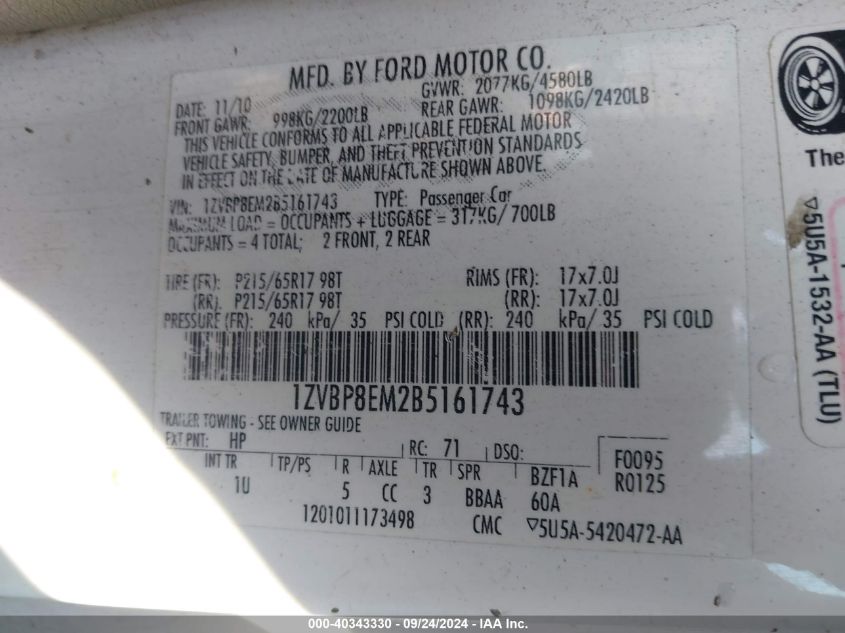 MFD. BY FORD MOTOR CO.
DATE: 11/10 GVWR: 2077KG/4580LB
FRONT GAWR: 998KG/2200LB REAR GAWR: 1098KG/2420LB
THIS VEHICLE CONFORMS TO ALL APPLICABLE FEDERAL MOTOR
VEHICLE SAFETY, BUMPER, AND THEFT PREVENTION STANDARDS
IN EFFECT ON THE DATE OF MANUFACTURE SHOWN ABOVE.
VIN: 1ZVBP8EM2B5161743 TYPE: Passenger Car
MAXIMUM LOAD = OCCUPANTS + LUGGAGE = 317KG/700LB
OCCUPANTS = 4 TOTAL; 2 FRONT, 2 REAR
TIRE (FR): P215/65R17 98T RIMS (FR): 17x7.0J
(RR): P215/65R17 98T (RR): 17x7.0J
PRESSURE (FR): 240 kPa/ 35 PSI COLD (RR): 240 kPa/ 35 PSI COLD
1ZVBP8EM2B5161743
TRAILER TOWING - SEE OWNER GUIDE
EXT PNT: HP RC: 71 DSO: F0095
INT TR TP/PS R AXLE TR SPR BZF1A R0125
1U 5 CC 3 BBAA 60A
1201011173498 CMC ▽5U5A-5420472-AA
The
▽5U5A-1532-AA (TLU)
000-40343330 - 09/24/2024 - IAA Inc.